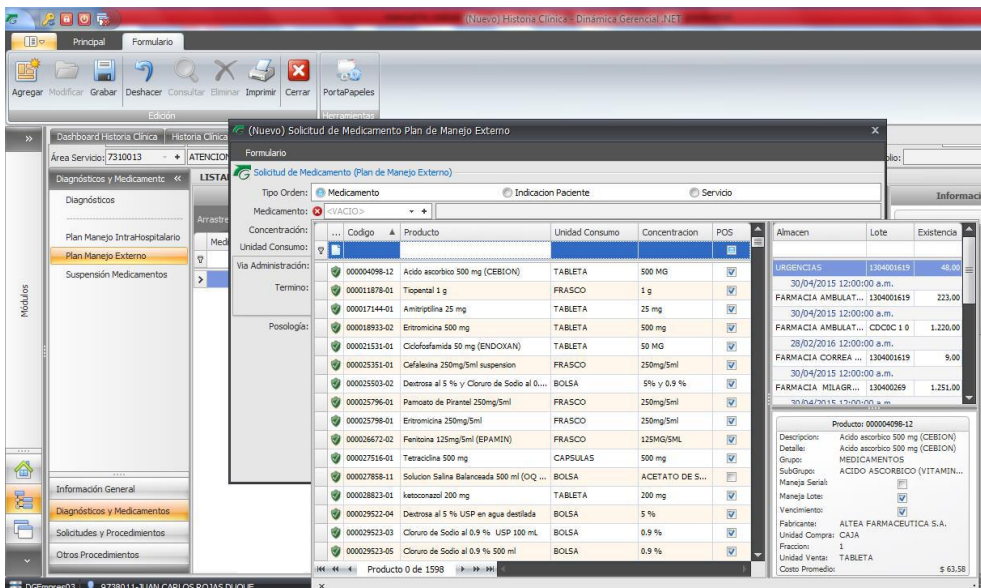 (Nuevo) Historia Clinica - Dinámica Gerencial .NET
Principal
Formulario
Agregar
Modificar
Grabar
Deshacer
Consultar
Eliminar
Imprimir
Cerrar
PortaPapeles
Edición
Herramientas
Dashboard Historia Clínica
Historia Clínica
Área Servicio: 7310013
ATENCION
Diagnósticos y Medicamento
LISTA
Informaci
Diagnósticos
Arrastre
Plan Manejo IntraHospitalario
Medi
Plan Manejo Externo
Suspensión Medicamentos
Módulos
Información General
Diagnósticos y Medicamentos
Solicitudes y Procedimientos
Otros Procedimientos
(Nuevo) Solicitud de Medicamento Plan de Manejo Externo
x
Formulario
Solicitud de Medicamento (Plan de Manejo Externo)
Tipo Orden: Medicamento Indicacion Paciente Servicio
Medicamento: <VACIO>
Concentración:
Unidad Consumo:
Via Administración:
Termino:
Posología:
... Codigo Producto Unidad Consumo Concentracion POS
000004098-12 Acido ascorbico 500 mg (CEBION) TABLETA 500 MG
000011878-01 Tiopental 1 g FRASCO 1 g
000017144-01 Amitriptilina 25 mg TABLETA 25 mg
000018933-02 Eritromicina 500 mg TABLETA 500 mg
000021531-01 Ciclofosfamida 50 mg (ENDOXAN) TABLETA 50 MG
000025351-01 Cefalexina 250mg/5ml suspension FRASCO 250mg/5ml
000025503-02 Dextrosa al 5 % y Cloruro de Sodio al 0.... BOLSA 5% y 0.9 %
000025796-01 Pamoato de Pirantel 250mg/5ml FRASCO 250mg/5ml
000025798-01 Eritromicina 250mg/5ml FRASCO 250mg/5ml
000026672-02 Fenitoina 125mg/5ml (EPAMIN) FRASCO 125MG/5ML
000027516-01 Tetraciclina 500 mg CAPSULAS 500 mg
000027858-11 Solucion Salina Balanceada 500 ml (OQ ... BOLSA ACETATO DE S...
000028823-01 ketoconazol 200 mg TABLETA 200 mg
000029522-04 Dextrosa al 5 % USP en agua destilada BOLSA 5 %
000029523-03 Cloruro de Sodio al 0.9 % USP 100 mL BOLSA 0.9 %
000029523-05 Cloruro de Sodio al 0.9 % 500 ml BOLSA 0.9 %
Producto 0 de 1598
x
Almacen Lote Existencia
URGENCIAS 1304001619 48,00
30/04/2015 12:00:00 a.m.
FARMACIA AMBULAT... 1304001619 223,00
30/04/2015 12:00:00 a.m.
FARMACIA AMBULAT... CDC0C 1 0 1.220,00
28/02/2016 12:00:00 a.m.
FARMACIA CORREA ... 1304001619 9,00
30/04/2015 12:00:00 a.m.
FARMACIA MILAGR... 130400269 1.251,00
30/04/2015 12:00:00 a.m.
Producto: 000004098-12
Descripcion: Acido ascorbico 500 mg (CEBION)
Detalle: Acido ascorbico 500 mg (CEBION)
Grupo: MEDICAMENTOS
SubGrupo: ACIDO ASCORBICO (VITAMIN...
Maneja Serial:
Maneja Lote:
Vencimiento:
Fabricante: ALTEA FARMACEUTICA S.A.
Unidad Compra: CAJA
Fraccion: 1
Unidad Venta: TABLETA
Costo Promedio: $ 63,58
DGEmpres03
9738011-JUAN CARLOS ROJAS DUQUE